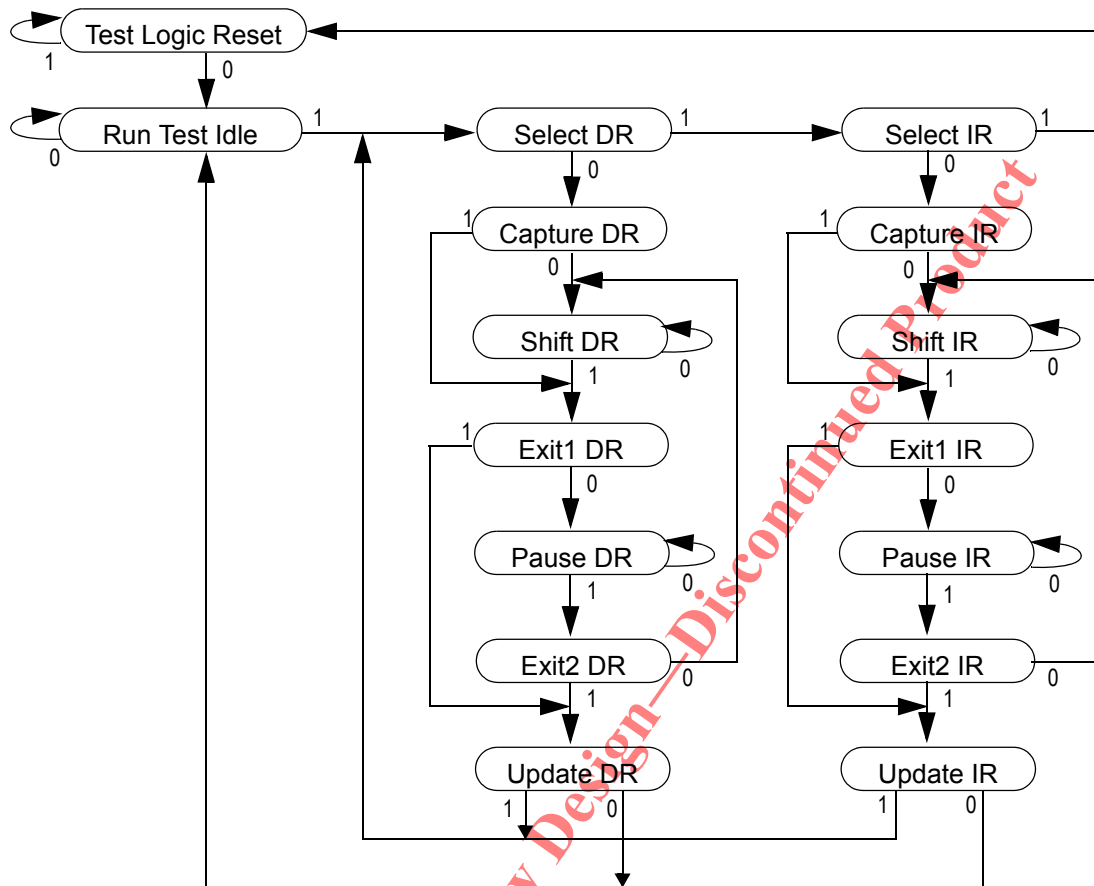 Test Logic Reset
1
0
Run Test Idle
0
1
Select DR
1
0
Select IR
1
0
1
Capture DR
0
1
Capture IR
0
Shift DR
0
1
Shift IR
0
1
1
Exit1 DR
0
1
Exit1 IR
0
Pause DR
0
1
Pause IR
0
1
Exit2 DR
0
1
Exit2 IR
0
1
Update DR
1
0
Update IR
1
0
Design—Discontinued Product